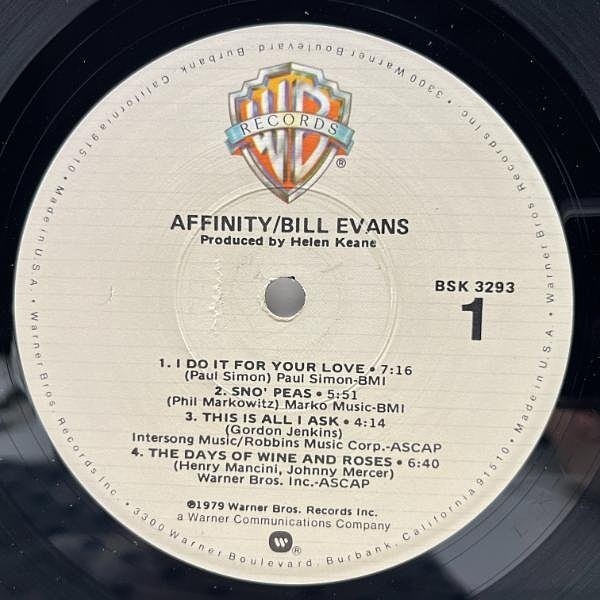 WB
RECORDS
®
AFFINITY/BILL EVANS
Produced by Helen Keane
BSK 3293
1
1. I DO IT FOR YOUR LOVE • 7:16
(Paul Simon) Paul Simon-BMI
2. SNO' PEAS • 5:51
(Phil Markowitz) Marko Music-BMI
3. THIS IS ALL I ASK • 4:14
(Gordon Jenkins)
Intersong Music/Robbins Music Corp.-ASCAP
4. THE DAYS OF WINE AND ROSES • 6:40
(Henry Mancini, Johnny Mercer)
Warner Bros. Inc.-ASCAP
℗1979 Warner Bros. Records Inc.
a Warner Communications Company
®
Warner Bros. Records Inc. • 3300 Warner Boulevard, Burbank, California 91510 • Made in U.S.A. • Warner Bros. Records Inc. • 3300 Warner Boulevard, Burbank, California 91510 • Made in U.S.A. •